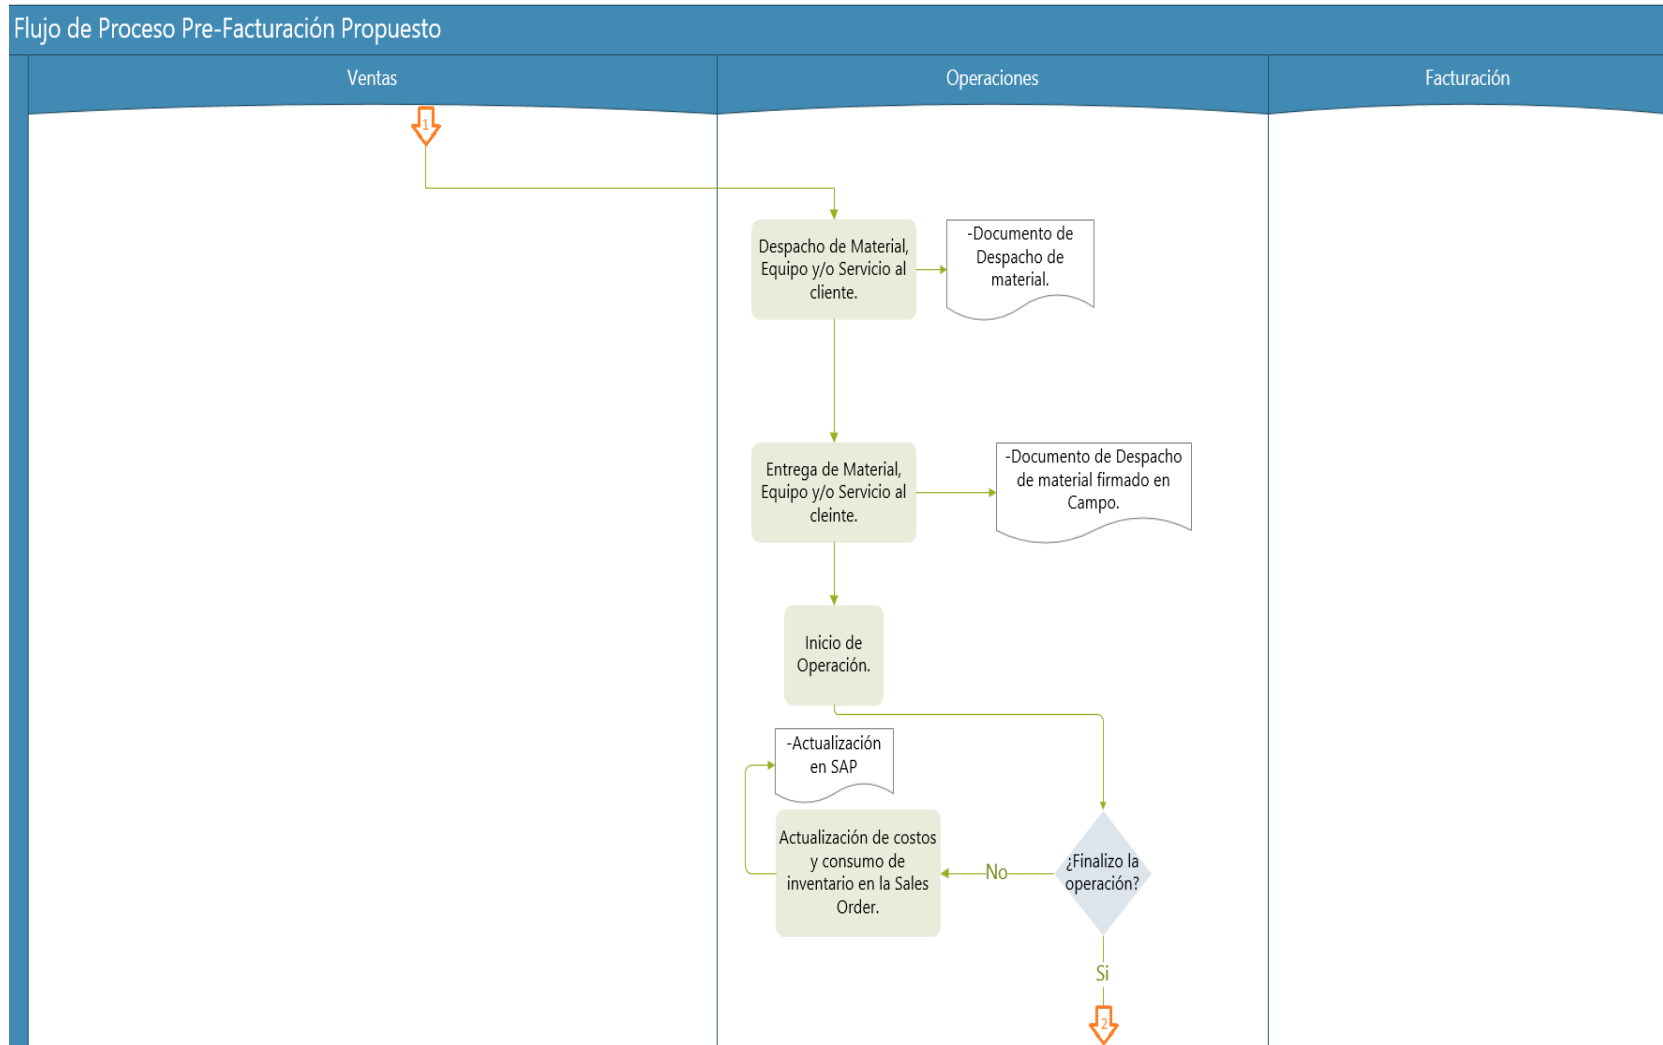 Flujo de Proceso Pre-Facturación Propuesto
Ventas
Operaciones
Facturación
1
Despacho de Material,
Equipo y/o Servicio al
cliente.
-Documento de
Despacho de
material.
Entrega de Material,
Equipo y/o Servicio al
cleinte.
-Documento de Despacho
de material firmado en
Campo.
Inicio de
Operación.
-Actualización
en SAP
Actualización de costos
y consumo de
inventario en la Sales
Order.
No
¿Finalizo la
operación?
Si
2